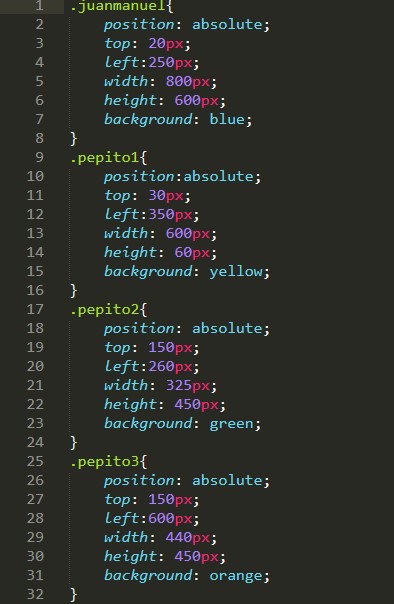 1 .juanmanuel{
2 position: absolute;
3 top: 20px;
4 left:250px;
5 width: 800px;
6 height: 600px;
7 background: blue;
8 }
9 .pepito1{
10 position:absolute;
11 top: 30px;
12 left:350px;
13 width: 600px;
14 height: 60px;
15 background: yellow;
16 }
17 .pepito2{
18 position: absolute;
19 top: 150px;
20 left:260px;
21 width: 325px;
22 height: 450px;
23 background: green;
24 }
25 .pepito3{
26 position: absolute;
27 top: 150px;
28 left:600px;
29 width: 440px;
30 height: 450px;
31 background: orange;
32 }